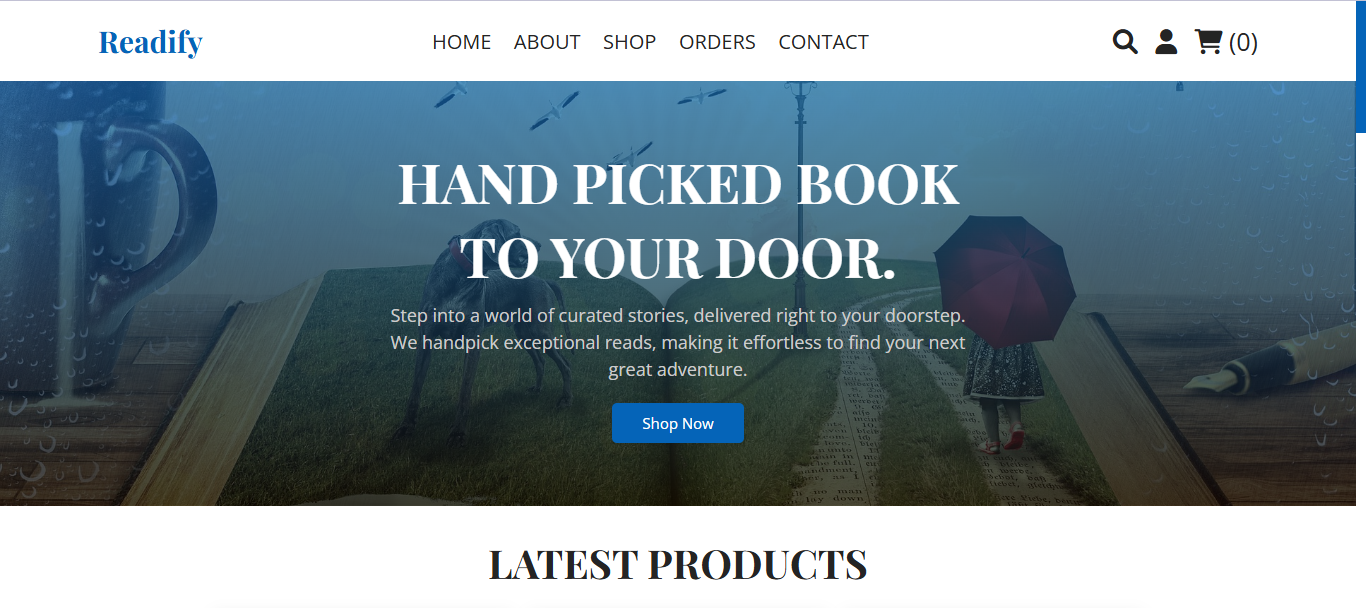 Readify
HOME ABOUT SHOP ORDERS CONTACT
(0)
HAND PICKED BOOK
TO YOUR DOOR.
Step into a world of curated stories, delivered right to your doorstep.
We handpick exceptional reads, making it effortless to find your next
great adventure.
Shop Now
LATEST PRODUCTS